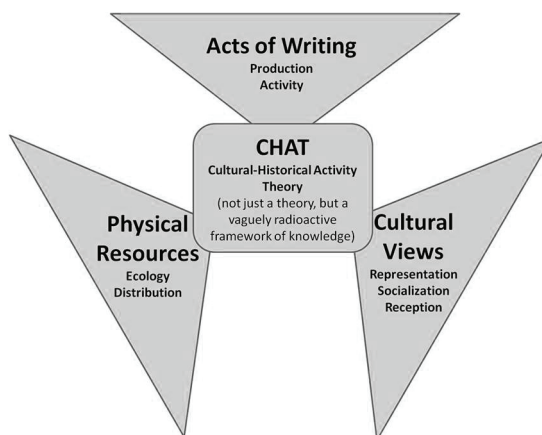 Acts of Writing
Production
Activity
CHAT
Cultural-Historical Activity
Theory
(not just a theory, but a
vaguely radioactive
framework of knowledge)
Physical
Resources
Ecology
Distribution
Cultural
Views
Representation
Socialization
Reception